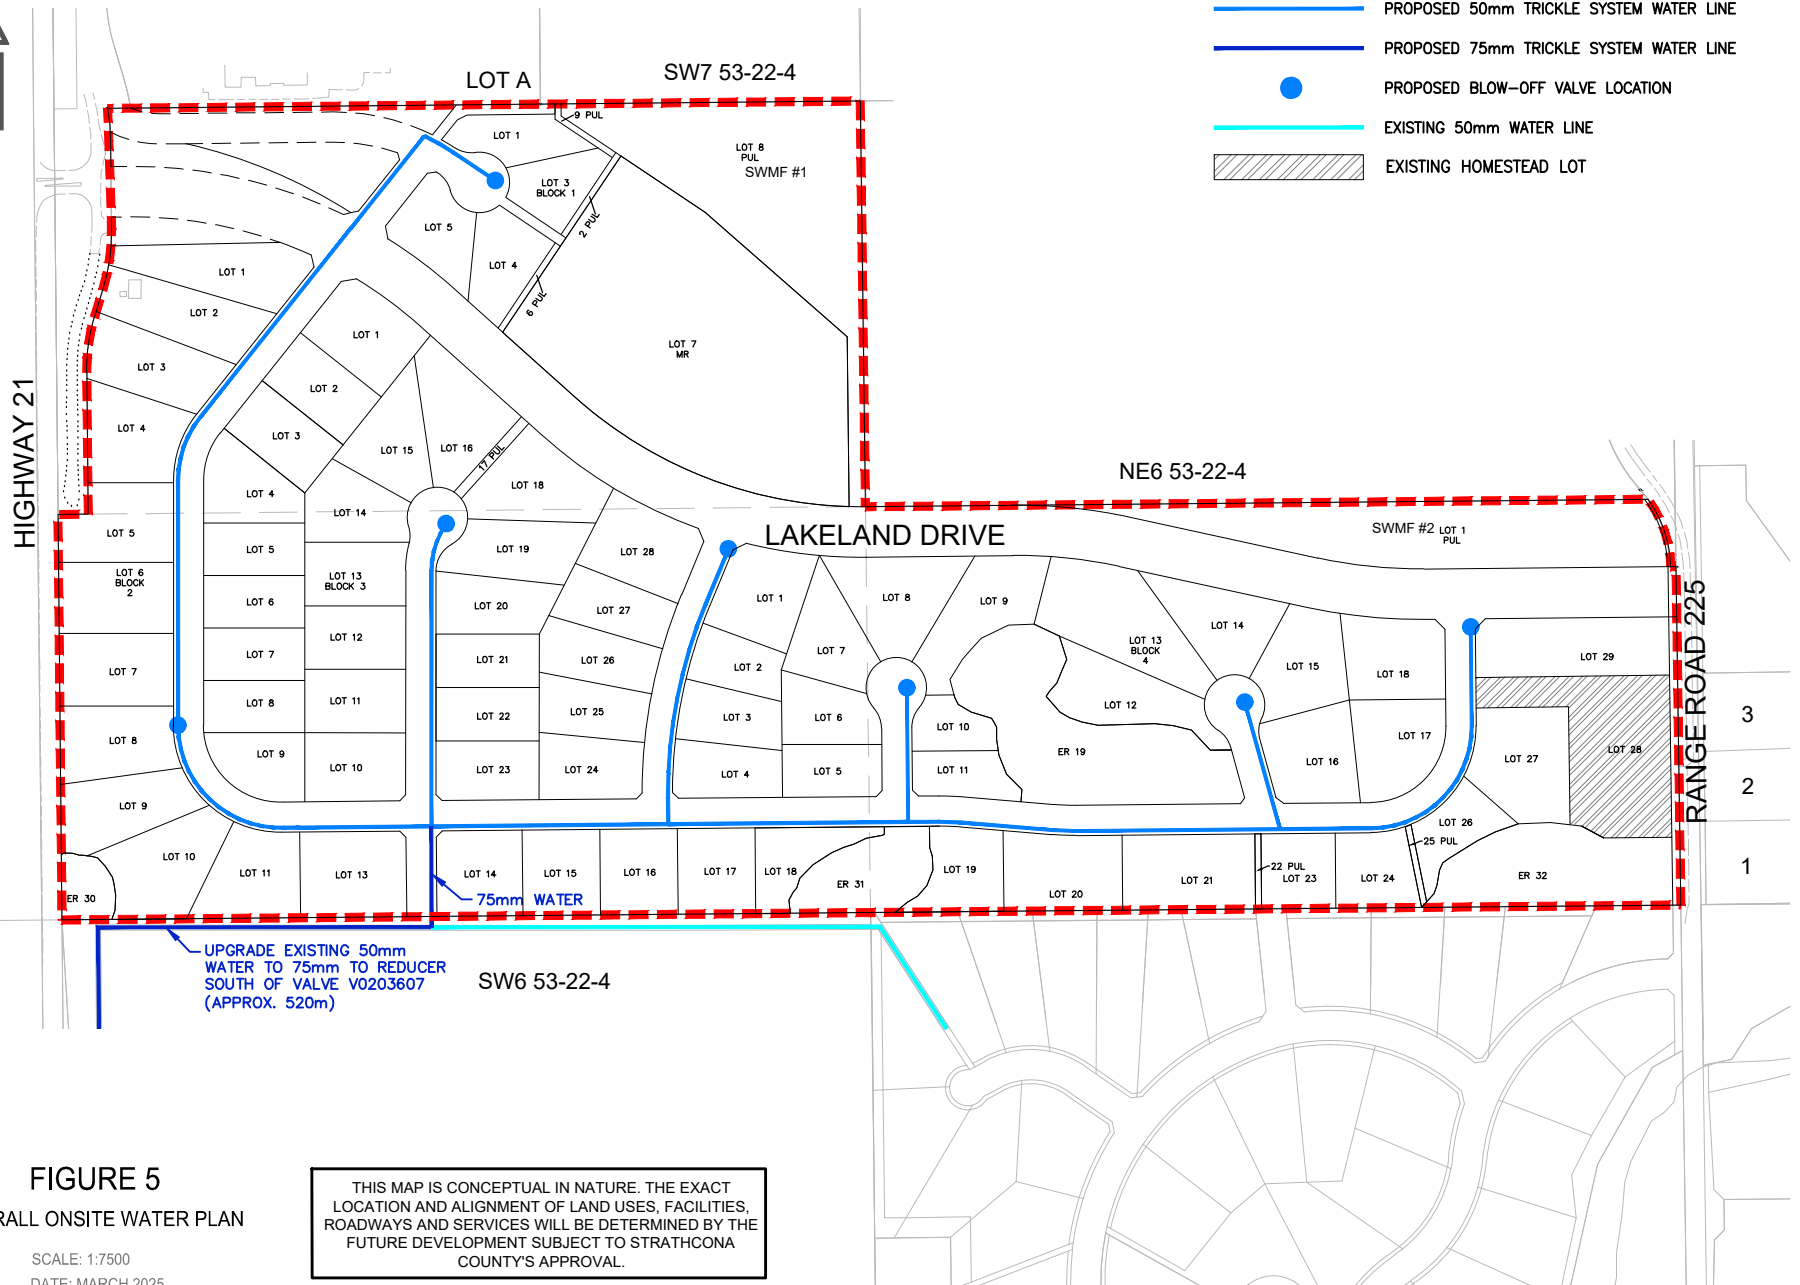 PROPOSED 50mm TRICKLE SYSTEM WATER LINE
PROPOSED 75mm TRICKLE SYSTEM WATER LINE
PROPOSED BLOW-OFF VALVE LOCATION
EXISTING 50mm WATER LINE
EXISTING HOMESTEAD LOT
LOT A
SW7 53-22-4
9 PUL
LOT 1
LOT 8
PUL
SWMF #1
LOT 3
BLOCK 1
2 PUL
LOT 5
LOT 4
6 PUL
LOT 7
MR
LOT 1
LOT 2
LOT 3
LOT 4
HIGHWAY 21
LOT 1
LOT 2
LOT 3
LOT 15
LOT 16
17 PUL
LOT 18
NE6 53-22-4
LOT 4
LOT 14
LOT 5
LOT 6
BLOCK
2
LOT 5
LOT 13
BLOCK 3
LOT 19
LOT 28
LAKELAND DRIVE
SWMF #2
LOT 1
PUL
LOT 6
LOT 20
LOT 27
LOT 1
LOT 8
LOT 9
LOT 12
LOT 14
LOT 13
BLOCK
4
LOT 7
LOT 7
LOT 21
LOT 26
LOT 2
LOT 7
LOT 15
LOT 18
LOT 29
RANGE ROAD 225
LOT 8
LOT 11
LOT 22
LOT 25
LOT 3
LOT 6
LOT 10
LOT 12
LOT 17
3
LOT 8
LOT 9
LOT 10
LOT 23
LOT 24
LOT 4
LOT 5
LOT 11
ER 19
LOT 16
LOT 27
LOT 28
2
LOT 9
LOT 26
25 PUL
LOT 10
LOT 11
LOT 13
LOT 14
LOT 15
LOT 16
LOT 17
LOT 18
ER 31
LOT 19
LOT 20
LOT 21
22 PUL
LOT 23
LOT 24
ER 32
1
ER 30
75mm WATER
UPGRADE EXISTING 50mm
WATER TO 75mm TO REDUCER
SOUTH OF VALVE V0203607
(APPROX. 520m)
SW6 53-22-4
FIGURE 5
RALL ONSITE WATER PLAN
SCALE: 1:7500
DATE: MARCH 2025
THIS MAP IS CONCEPTUAL IN NATURE. THE EXACT
LOCATION AND ALIGNMENT OF LAND USES, FACILITIES,
ROADWAYS AND SERVICES WILL BE DETERMINED BY THE
FUTURE DEVELOPMENT SUBJECT TO STRATHCONA
COUNTY'S APPROVAL.